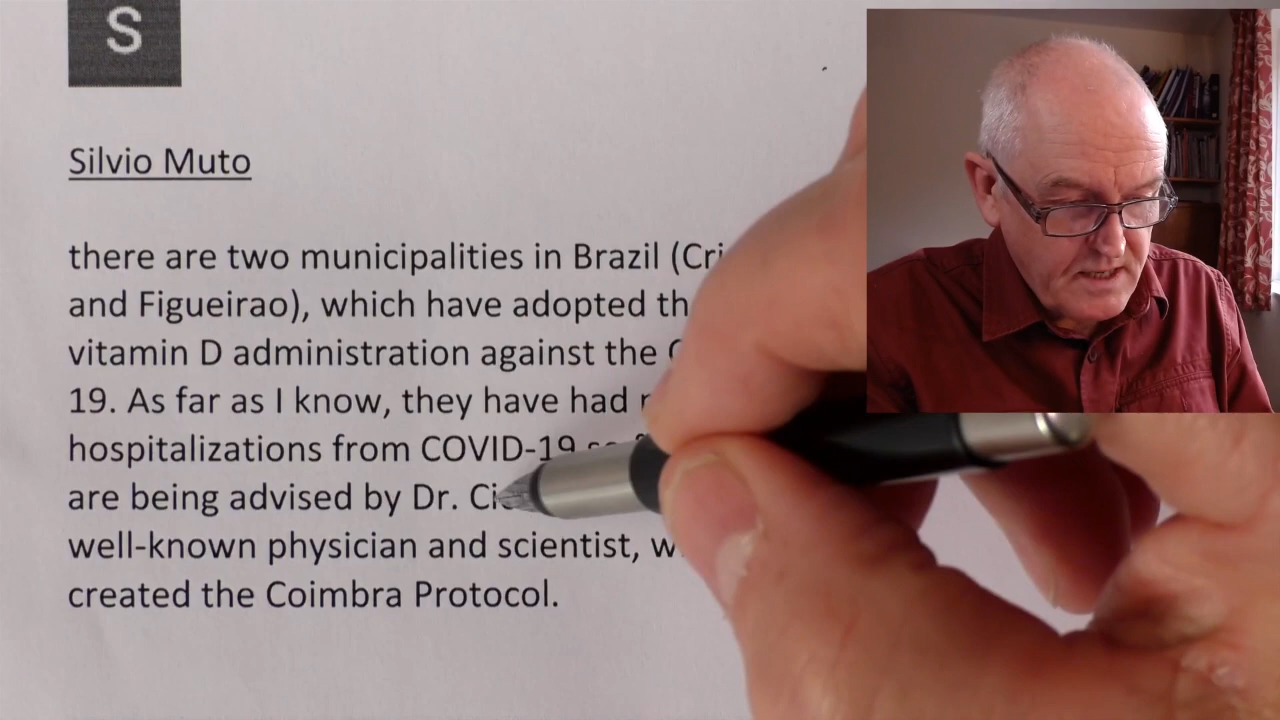 S
Silvio Muto
there are two municipalities in Brazil
and Figueirao), which have adopted
vitamin D administration against the
19. As far as I know, they have had
hospitalizations from COVID-19
are being advised by Dr.
well-known physician and scientist,
created the Coimbra Protocol.